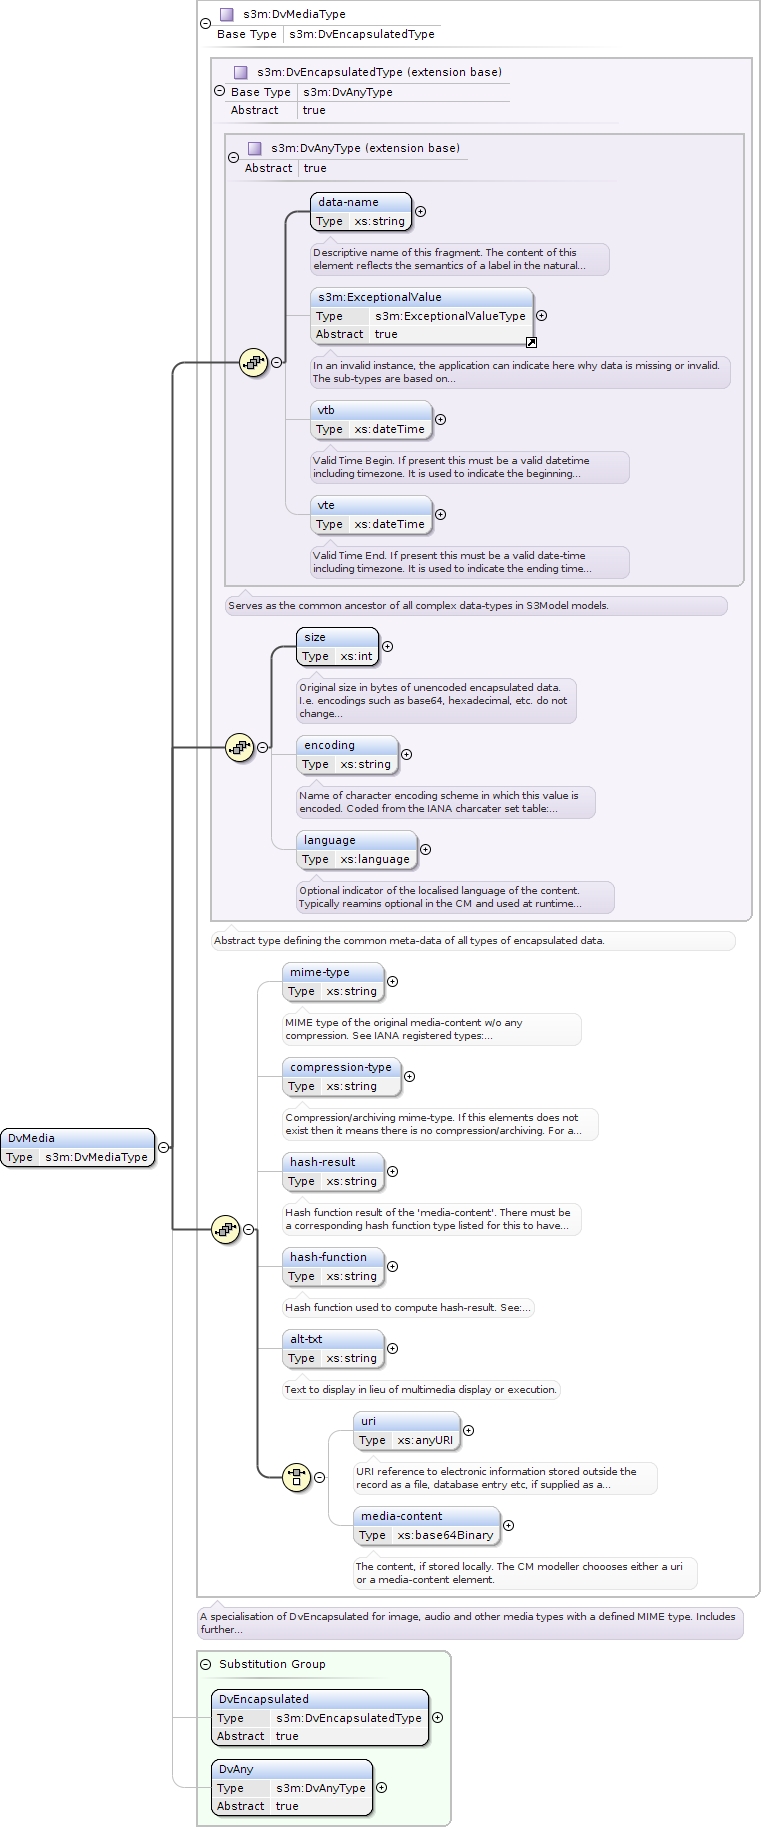 s3m:DvMediaType
Base Type s3m:DvEncapsulatedType
s3m:DvEncapsulatedType (extension base)
Base Type s3m:DvAnyType
Abstract true
s3m:DvAnyType (extension base)
Abstract true
data-name
Type xs:string
Descriptive name of this fragment. The content of this
element reflects the semantics of a label in the natural...
s3m:ExceptionalValue
Type s3m:ExceptionalValueType
Abstract true
In an invalid instance, the application can indicate here why data is missing or invalid.
The sub-types are based on...
vtb
Type xs:dateTime
Valid Time Begin. If present this must be a valid datetime
including timezone. It is used to indicate the beginning...
vte
Type xs:dateTime
Valid Time End. If present this must be a valid date-time
including timezone. It is used to indicate the ending time...
Serves as the common ancestor of all complex data-types in S3Model models.
size
Type xs:int
Original size in bytes of unencoded encapsulated data.
I.e. encodings such as base64, hexadecimal, etc. do not
change...
encoding
Type xs:string
Name of character encoding scheme in which this value is
encoded. Coded from the IANA charcater set table:...
language
Type xs:language
Optional indicator of the localised language of the content.
Typically reamins optional in the CM and used at runtime...
Abstract type defining the common meta-data of all types of encapsulated data.
mime-type
Type xs:string
MIME type of the original media-content w/o any
compression. See IANA registered types:...
compression-type
Type xs:string
Compression/archiving mime-type. If this elements does not
exist then it means there is no compression/archiving. For a...
DvMedia
Type s3m:DvMediaType
hash-result
Type xs:string
Hash function result of the 'media-content'. There must be
a corresponding hash function type listed for this to have...
hash-function
Type xs:string
Hash function used to compute hash-result. See:...
alt-txt
Type xs:string
Text to display in lieu of multimedia display or execution.
uri
Type xs:anyURI
URI reference to electronic information stored outside the
record as a file, database entry etc, if supplied as a...
media-content
Type xs:base64Binary
The content, if stored locally. The CM modeller choooses either a uri
or a media-content element.
A specialisation of DvEncapsulated for image, audio and other media types with a defined MIME type. Includes
further...
Substitution Group
DvEncapsulated
Type s3m:DvEncapsulatedType
Abstract true
DvAny
Type s3m:DvAnyType
Abstract true